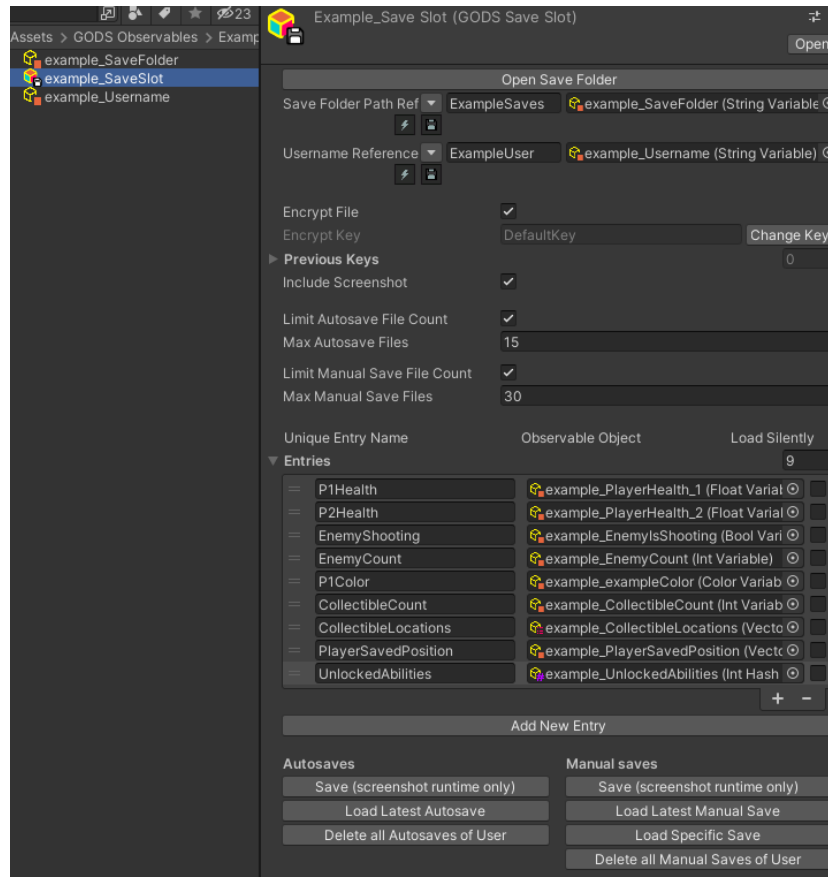 23
Assets > GODS Observables > Examp
example_SaveFolder
example_SaveSlot
example_Username
Example_Save Slot (GODS Save Slot)
Open
Open Save Folder
Save Folder Path Ref ExampleSaves example_SaveFolder (String Variable
Username Reference ExampleUser example_Username (String Variable)
Encrypt File
Encrypt Key DefaultKey Change Key
Previous Keys 0
Include Screenshot
Limit Autosave File Count
Max Autosave Files 15
Limit Manual Save File Count
Max Manual Save Files 30
Unique Entry Name Observable Object Load Silently
Entries 9
P1Health example_PlayerHealth_1 (Float Varial
P2Health example_PlayerHealth_2 (Float Varial
EnemyShooting example_EnemyIsShooting (Bool Vari
EnemyCount example_EnemyCount (Int Variable)
P1Color example_exampleColor (Color Variab
CollectibleCount example_CollectibleCount (Int Variab
CollectibleLocations example_CollectibleLocations (Vecto
PlayerSavedPosition example_PlayerSavedPosition (Vecto
UnlockedAbilities example_UnlockedAbilities (Int Hash
+ −
Add New Entry
Autosaves Manual saves
Save (screenshot runtime only) Save (screenshot runtime only)
Load Latest Autosave Load Latest Manual Save
Delete all Autosaves of User Load Specific Save
Delete all Manual Saves of User